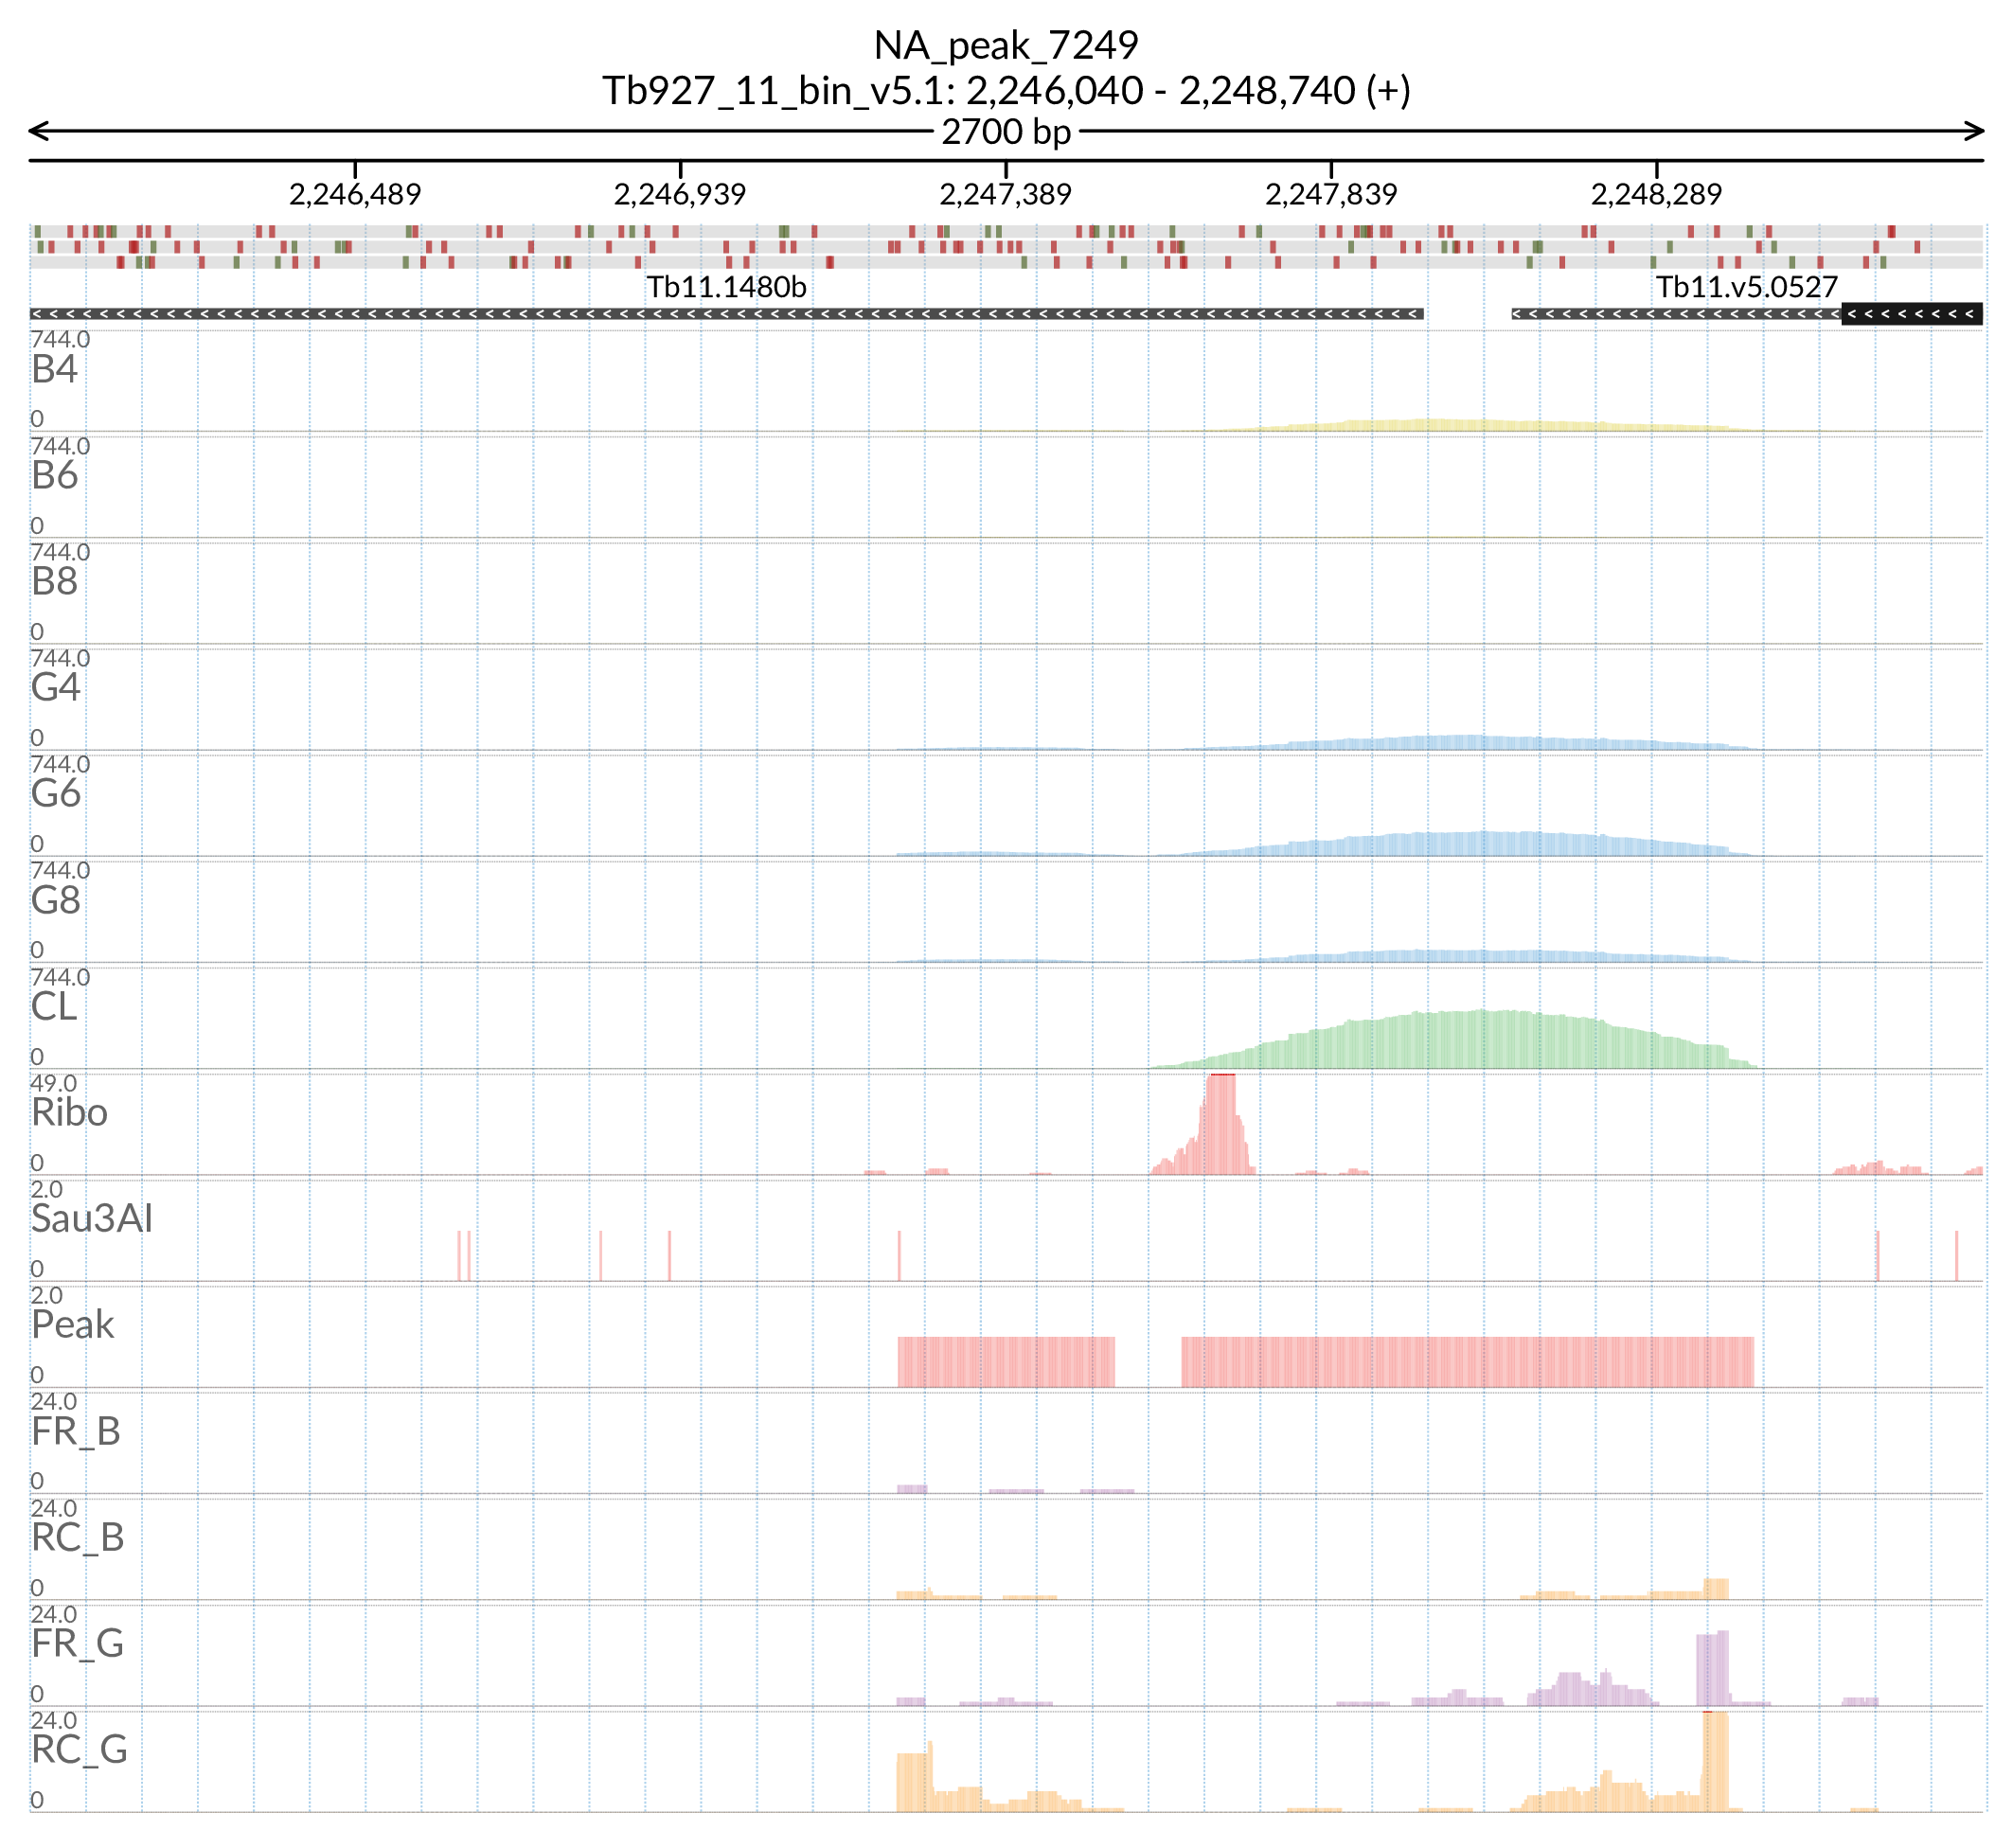 NA_peak_7249
Tb927_11_bin_v5.1: 2,246,040 - 2,248,740 (+)
2700 bp
2,246,489 2,246,939 2,247,389 2,247,839 2,248,289
Tb11.1480b Tb11.v5.0527
744.0
B4
0
744.0
B6
0
744.0
B8
0
744.0
G4
0
744.0
G6
0
744.0
G8
0
744.0
CL
0
49.0
Ribo
0
2.0
Sau3AI
0
2.0
Peak
0
24.0
FR_B
0
24.0
RC_B
0
24.0
FR_G
0
24.0
RC_G
0